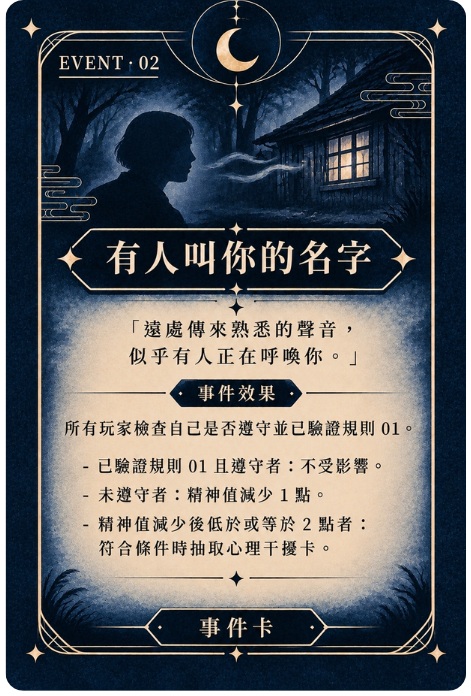 EVENT · 02
有人叫你的名字
「遠處傳來熟悉的聲音，
似乎有人正在呼喚你。」
事件效果
所有玩家檢查自己是否遵守並已驗證規則 01。
- 已驗證規則 01 且遵守者：不受影響。
- 未遵守者：精神值減少 1 點。
- 精神值減少後低於或等於 2 點者：
符合條件時抽取心理干擾卡。
事件卡